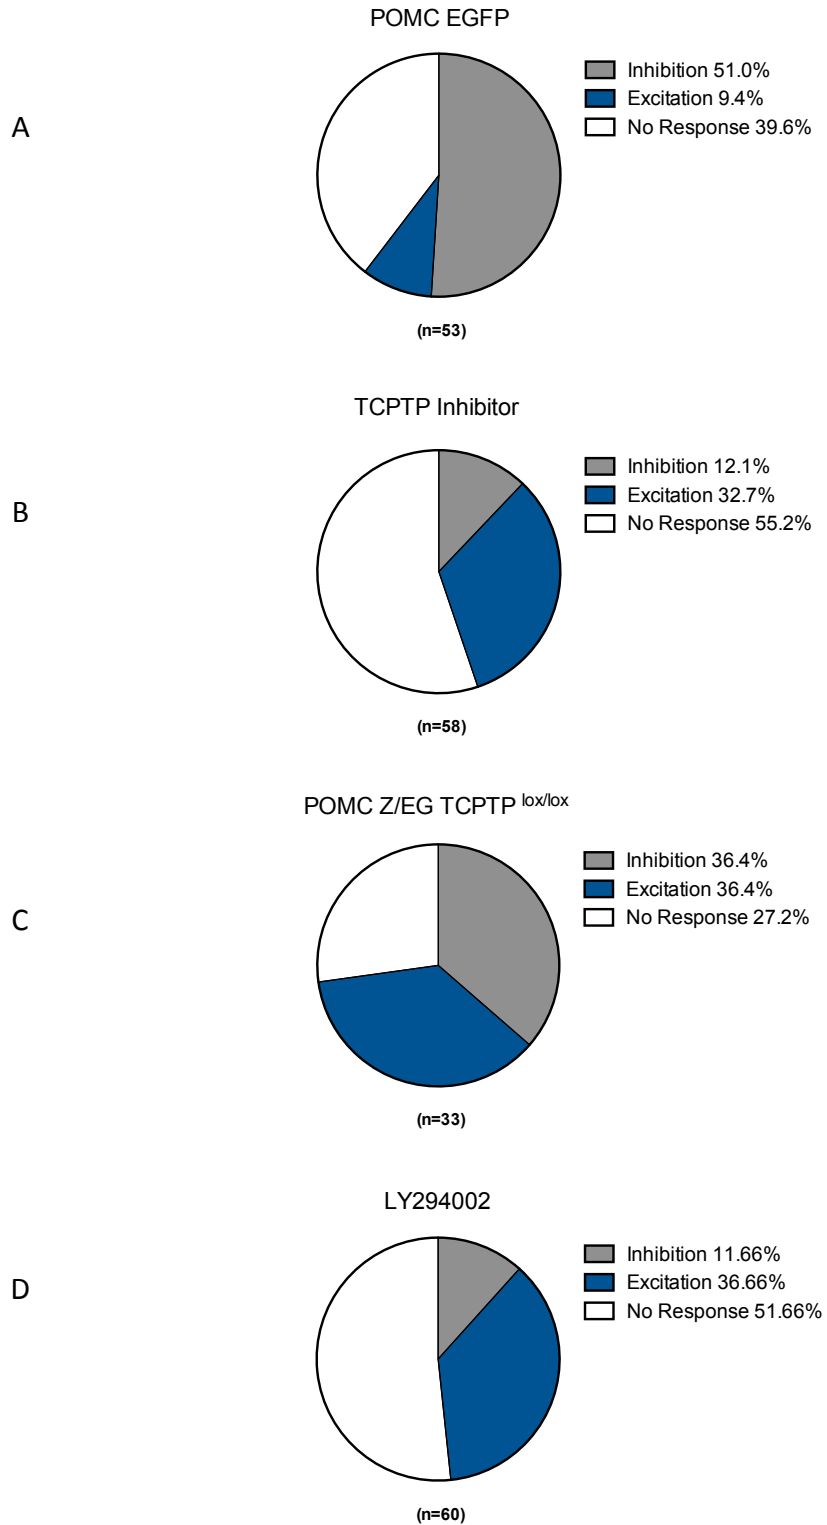 POMC EGFP
A
Inhibition 51.0%
Excitation 9.4%
No Response 39.6%
(n=53)
TCPTP Inhibitor
B
Inhibition 12.1%
Excitation 32.7%
No Response 55.2%
(n=58)
POMC Z/EG TCPTP lox/lox
C
Inhibition 36.4%
Excitation 36.4%
No Response 27.2%
(n=33)
LY294002
D
Inhibition 11.66%
Excitation 36.66%
No Response 51.66%
(n=60)